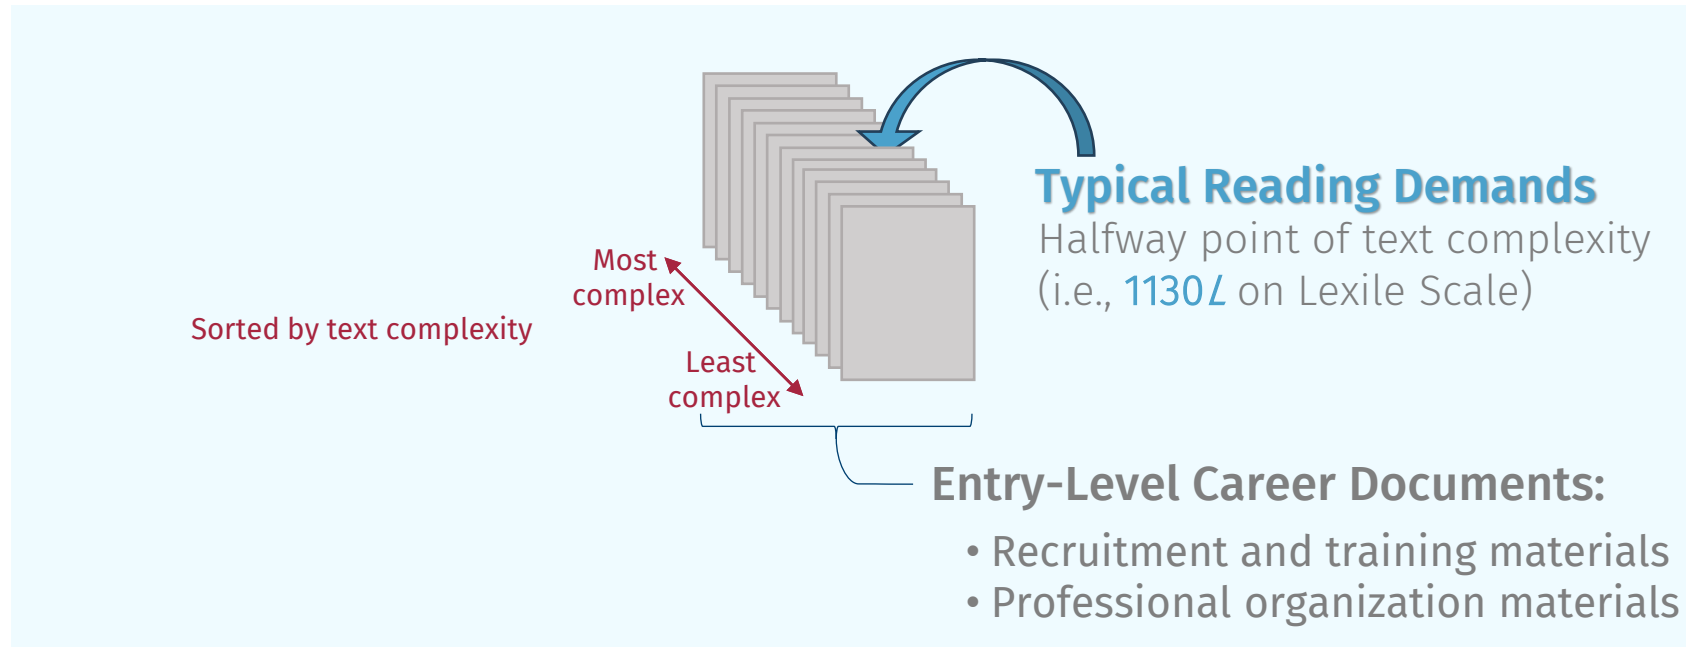 Typical Reading Demands
Halfway point of text complexity
(i.e., 1130L on Lexile Scale)
Most
complex
Sorted by text complexity
Least
complex
Entry-Level Career Documents:
• Recruitment and training materials
• Professional organization materials